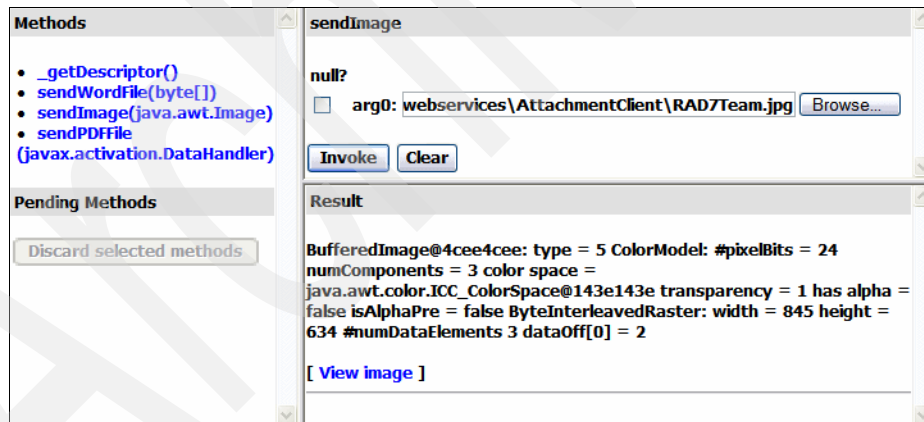 Methods
• _getDescriptor()
• sendWordFile(byte[])
• sendImage(java.awt.Image)
• sendPDFFile
(javax.activation.DataHandler)
Pending Methods
Discard selected methods
sendImage
null?
arg0: webservices\AttachmentClient\RAD7Team.jpg Browse...
Invoke Clear
Result
BufferedImage@4cee4cee: type = 5 ColorModel: #pixelBits = 24
numComponents = 3 color space =
java.awt.color.ICC_ColorSpace@143e143e transparency = 1 has alpha =
false isAlphaPre = false ByteInterleavedRaster: width = 845 height =
634 #numDataElements 3 dataOff[0] = 2
[ View image ]